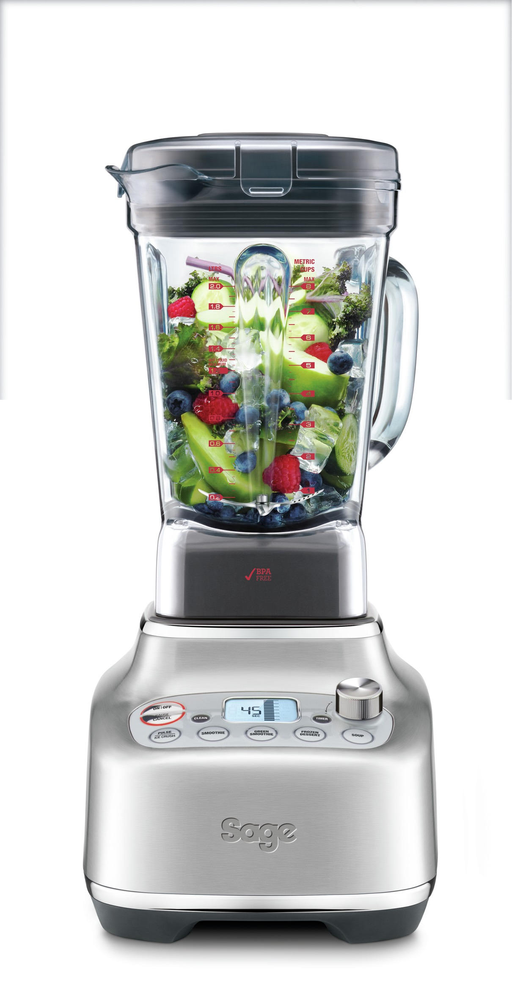 LTRS
METRIC
CUPS
MAX
MAX
2.0
8
1.8
7
1.6
6
1.4
HOT LIQUID
MAXIMUM
5
1.2
1.0
4
0.8
3
0.6
2
0.4
1
0.2
BPA
FREE
ON | OFF
PAUSE
CANCEL
CLEAN
45
SEC
TIMER
PULSE
ICE CRUSH
SMOOTHIE
GREEN
SMOOTHIE
FROZEN
DESSERT
SOUP
Sage